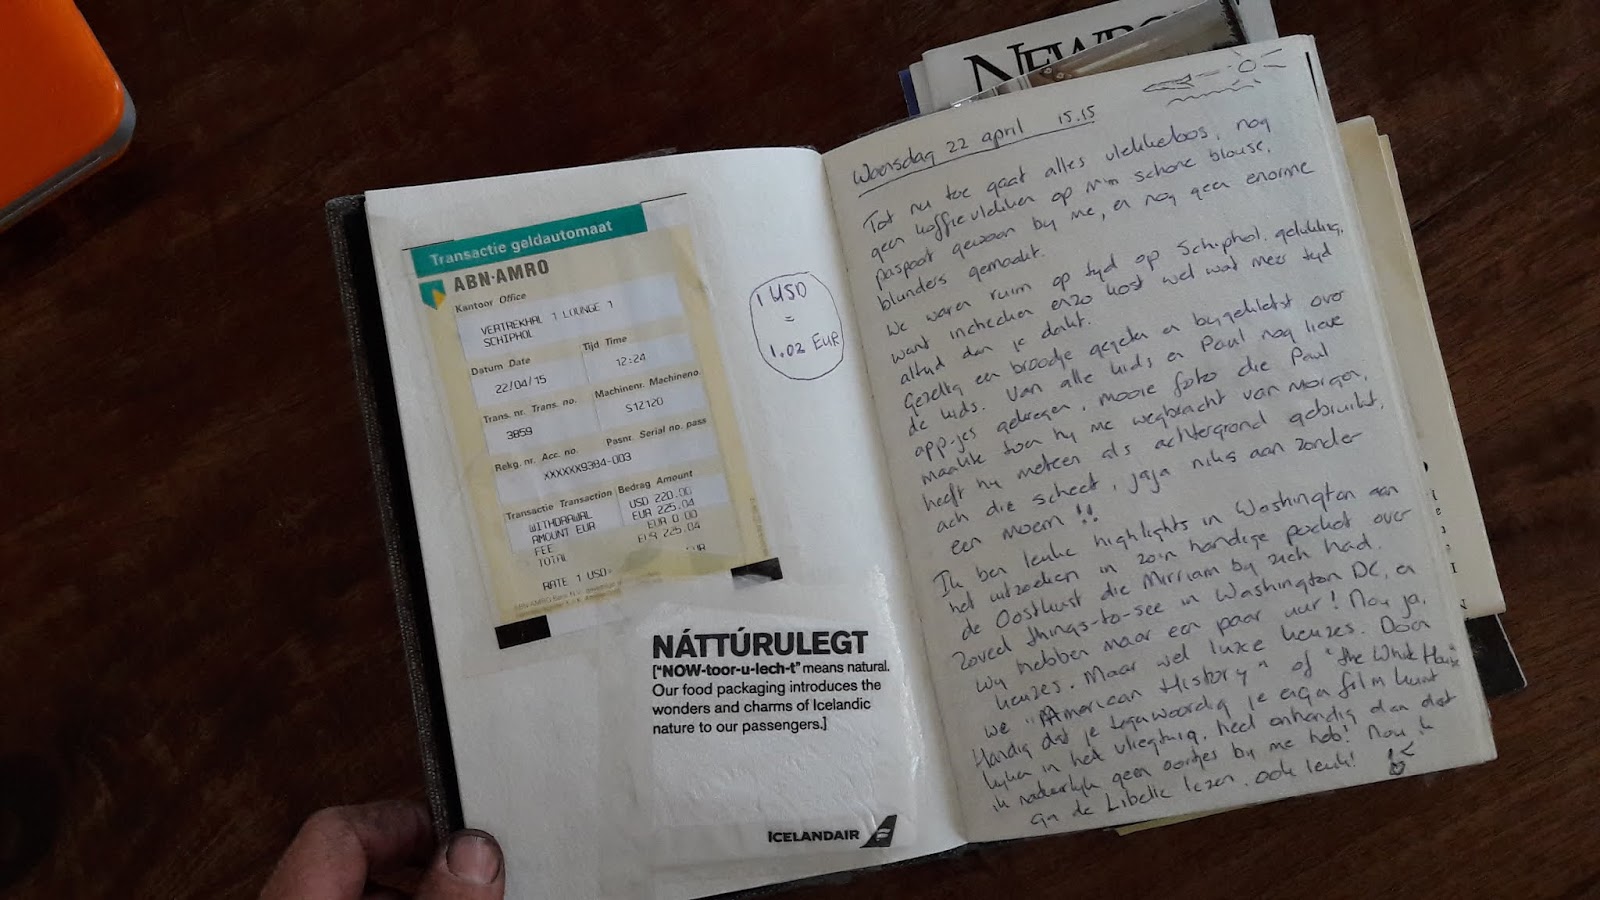 Transactie geldautomaat
ABN·AMRO
Kantoor Office
VERTREKHAL 1 LOUNGE 1
SCHIPHOL
Datum Date
Tijd Time
22/04/15
12:24
Trans. nr. Trans. no.
Machinenr. Machineno.
3859
S12120
Rekg. nr. Acc. no.
Pasnr. Serial no. pass
XXXXXX9384-003
Transactie Transaction
Bedrag Amount
WITHDRAWAL
USD 220.00
AMOUNT EUR
EUR 225.04
FEE
EUR 0.00
TOTAL
EUR 225.04
RATE 1 USD=
EUR
1 USD
=
1.02 EUR
NÁTTÚRULEGT
["NOW-toor-u-lech-t" means natural.
Our food packaging introduces the
wonders and charms of Icelandic
nature to our passengers.]
ICELANDAIR
Woensdag 22 april 15.15
Tot nu toe gaat alles vlekkeloos, nog
geen koffievlekken op m'n schone blouse,
paspoort gewoon bij me, en nog geen enorme
blunders gemaakt.
We waren ruim op tijd op Schiphol, gelukkig,
want inchecken enzo kost wel wat meer tijd
altijd dan je denkt.
Gezellig een broodje gegeten en bijgekletst over
de kids. Van alle kids en Paul nog lieve
appjes gekregen, mooie foto die Paul
maakte toen hij me wegbracht van morgen,
heeft hij meteen als achtergrond gebruikt,
ach die scheet, jaja niks aan zonder
een moem!!
Ik ben leuke highlights in Washington aan
het uitzoeken in zo'n handige pocket over
de Oostkust die Mirriam bij zich had.
Zoveel things-to-see in Washington DC, en
wij hebben maar een paar uur! Nou ja,
keuzes. Maar wel luxe keuzes. Doen
we "American History" of "the White House"
Handig dat je tegenwoordig je eigen film kunt
kijken in het vliegtuig, heel onhandig dan dat
ik natuurlijk geen oortjes bij me heb! Nou ik
ga de Libelle lezen. ook leuk!